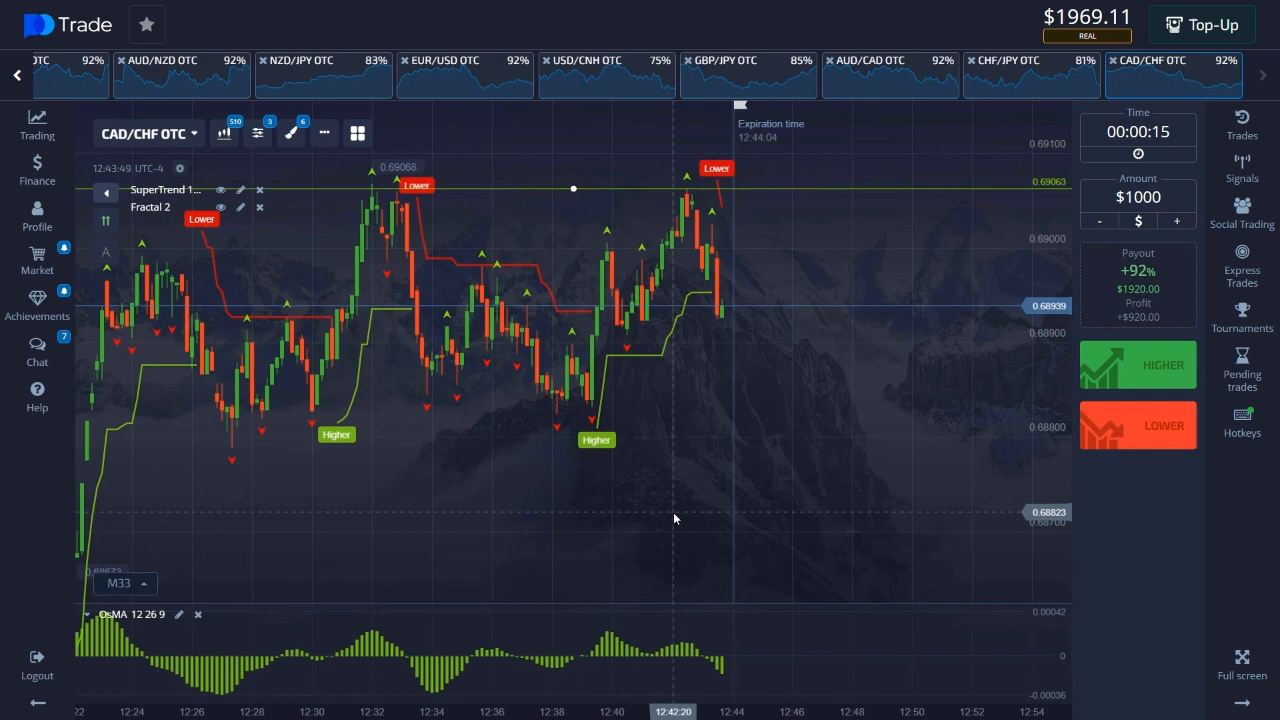 Trade
$1969.11
REAL
Top-Up
OTC 92%
AUD/NZD OTC 92%
NZD/JPY OTC 83%
EUR/USD OTC 92%
USD/CNH OTC 75%
GBP/JPY OTC 85%
AUD/CAD OTC 92%
CHF/JPY OTC 81%
CAD/CHF OTC 92%
Trading
Finance
Profile
Market
Achievements
7
Chat
Help
Logout
CAD/CHF OTC
S10
3
6
12:43:49 UTC-4
SuperTrend 1...
Fractal 2
A
0.69068
Lower
Lower
Lower
Higher
Higher
Expiration time
12:44:04
0.69100
0.69063
0.69000
0.68939
0.68900
0.68800
0.68823
0.68700
M33
OsMA 12 26 9
0.00042
0
-0.00036
22 12:24 12:26 12:28 12:30 12:32 12:34 12:36 12:38 12:40 12:42:20 12:44 12:46 12:48 12:50 12:52 12:54
Time
00:00:15
Amount
$1000
- $ +
Payout
+92%
$1920.00
Profit
+$920.00
HIGHER
LOWER
Trades
Signals
Social Trading
Express
Trades
Tournaments
Pending
trades
Hotkeys
Full screen